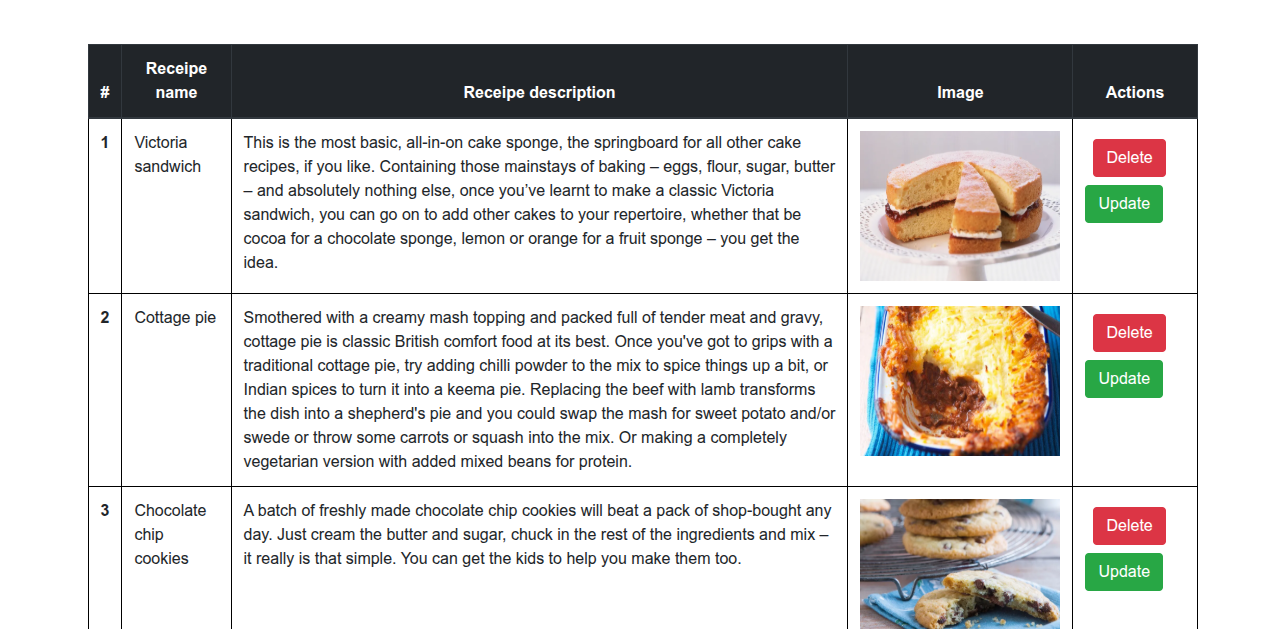 #
Receipe
name
Receipe description
Image
Actions
1
Victoria
sandwich
This is the most basic, all-in-on cake sponge, the springboard for all other cake
recipes, if you like. Containing those mainstays of baking – eggs, flour, sugar, butter
– and absolutely nothing else, once you’ve learnt to make a classic Victoria
sandwich, you can go on to add other cakes to your repertoire, whether that be
cocoa for a chocolate sponge, lemon or orange for a fruit sponge – you get the
idea.
Delete
Update
2
Cottage pie
Smothered with a creamy mash topping and packed full of tender meat and gravy,
cottage pie is classic British comfort food at its best. Once you've got to grips with a
traditional cottage pie, try adding chilli powder to the mix to spice things up a bit, or
Indian spices to turn it into a keema pie. Replacing the beef with lamb transforms
the dish into a shepherd's pie and you could swap the mash for sweet potato and/or
swede or throw some carrots or squash into the mix. Or making a completely
vegetarian version with added mixed beans for protein.
Delete
Update
3
Chocolate
chip
cookies
A batch of freshly made chocolate chip cookies will beat a pack of shop-bought any
day. Just cream the butter and sugar, chuck in the rest of the ingredients and mix –
it really is that simple. You can get the kids to help you make them too.
Delete
Update